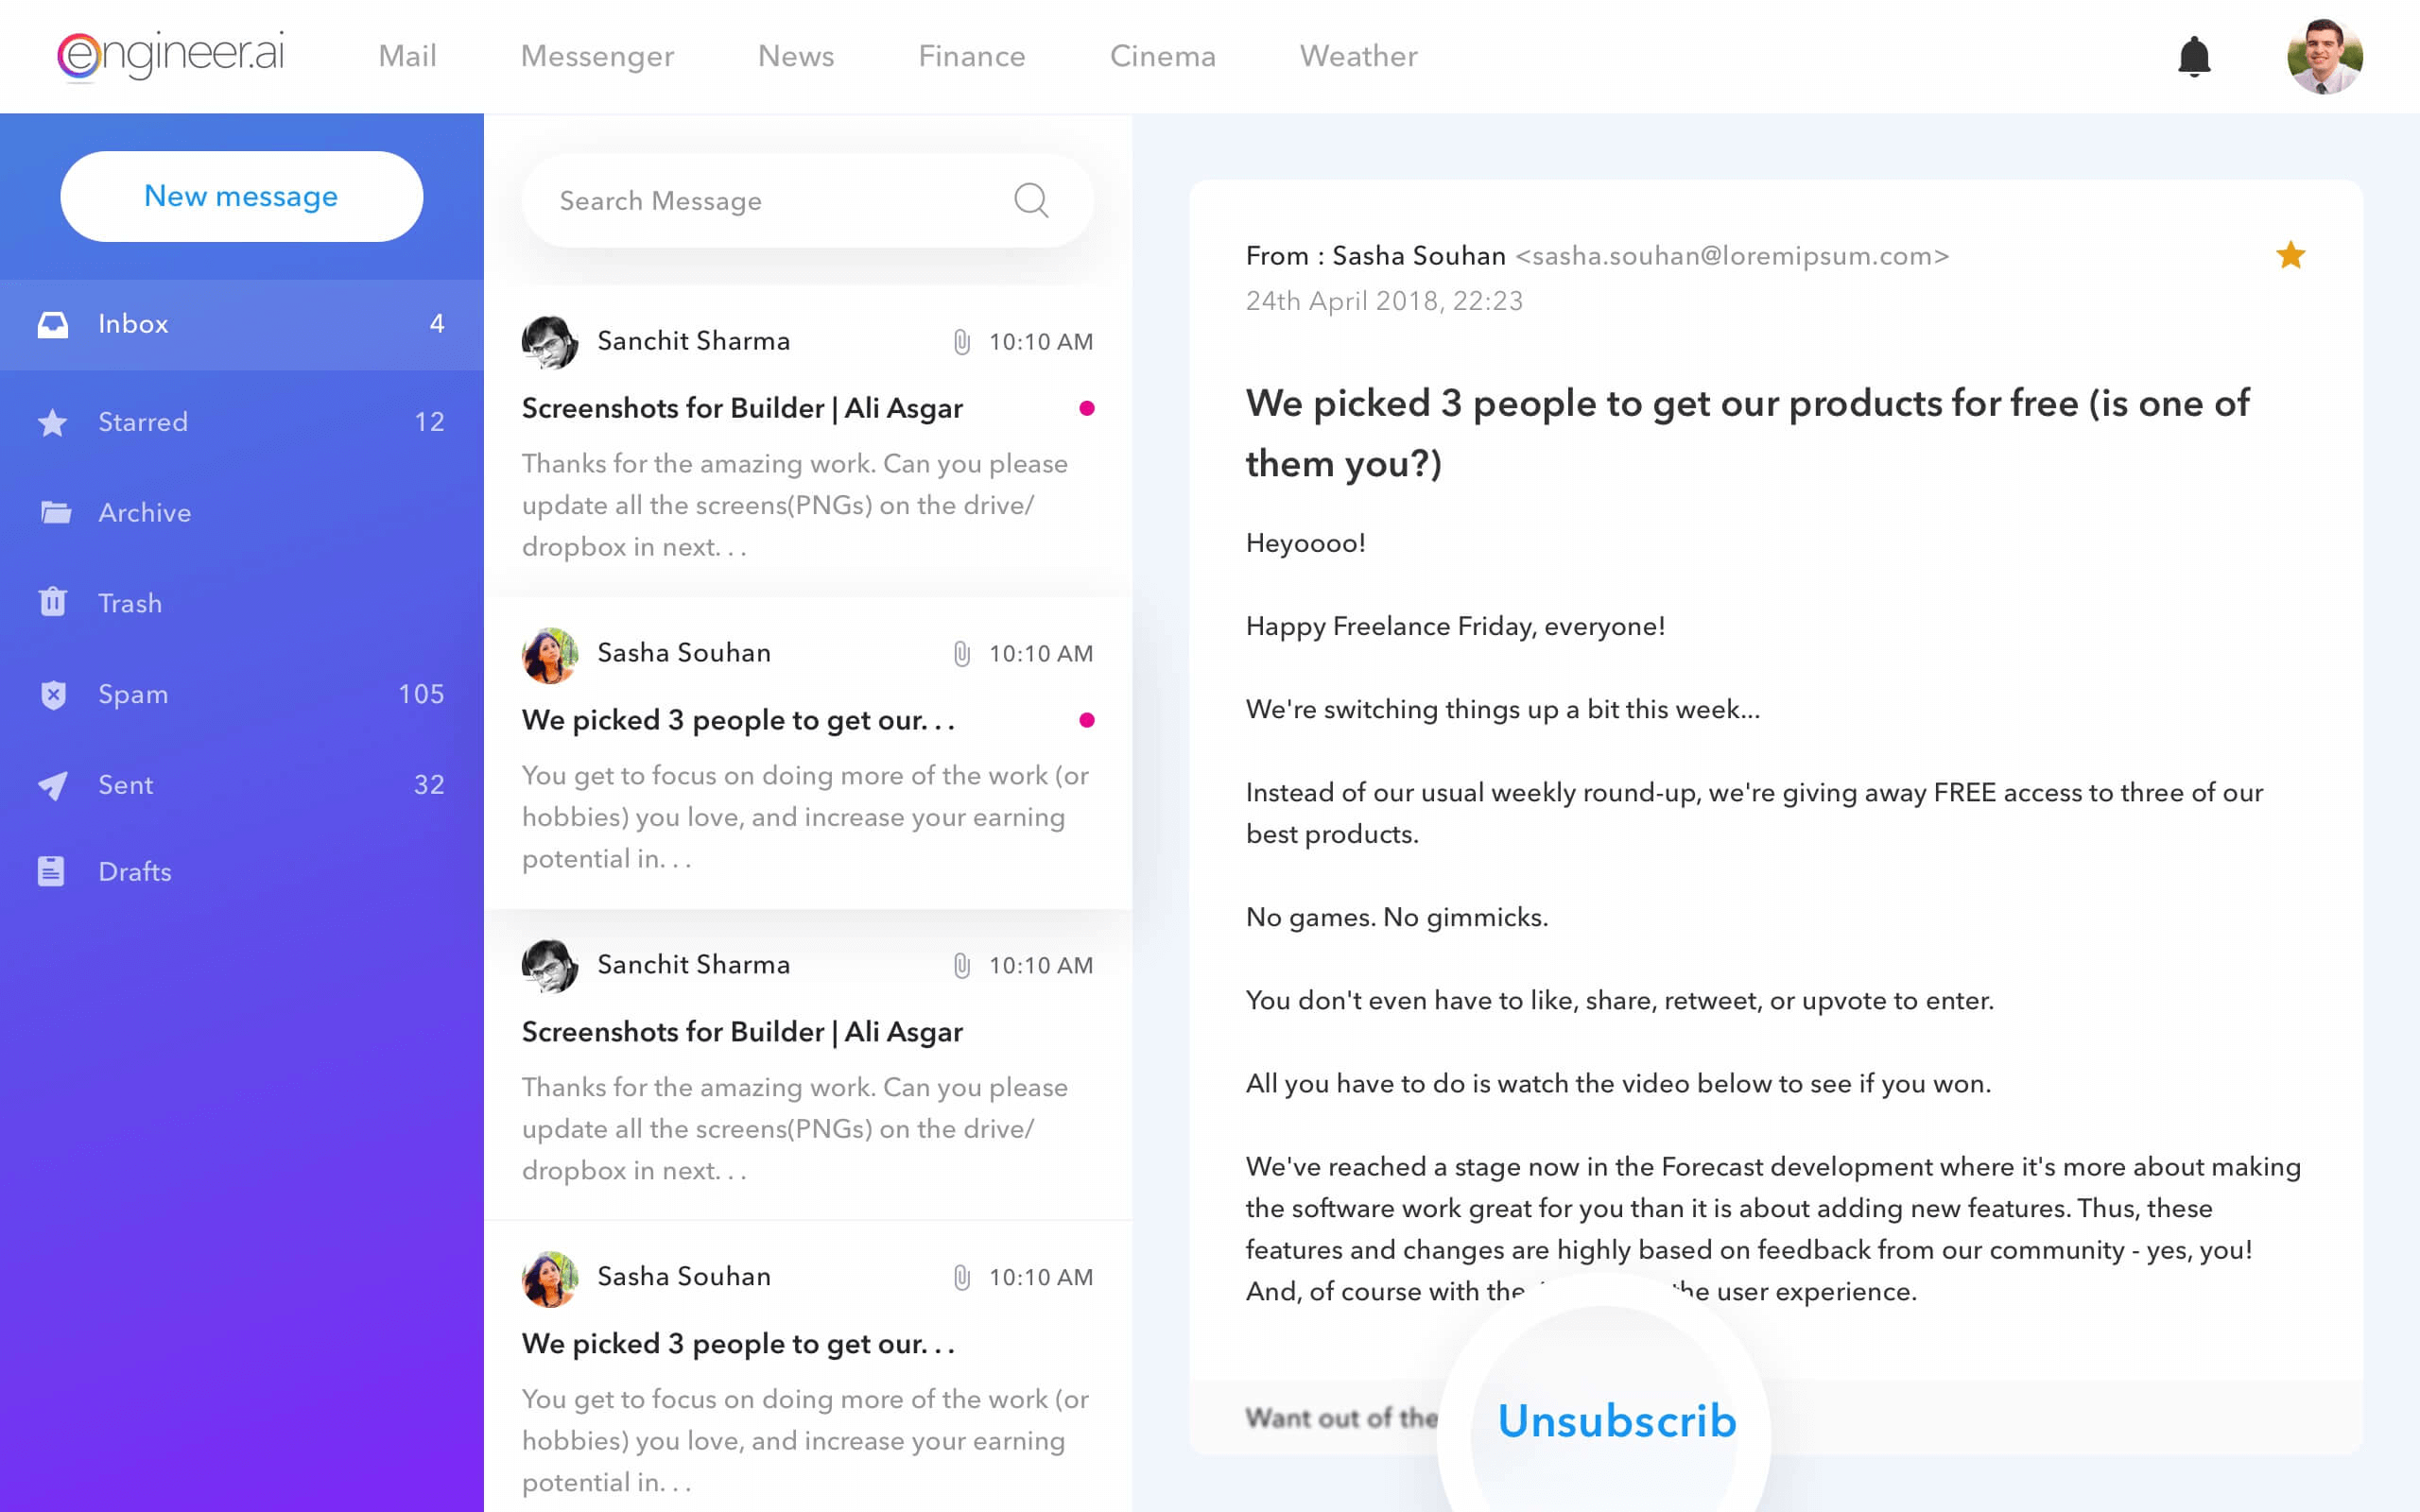 engineer.ai
Mail
Messenger
News
Finance
Cinema
Weather
New message
Inbox 4
Starred 12
Archive
Trash
Spam 105
Sent 32
Drafts
Search Message
Sanchit Sharma 10:10 AM
Screenshots for Builder | Ali Asgar
Thanks for the amazing work. Can you please
update all the screens(PNGs) on the drive/
dropbox in next. . .
Sasha Souhan 10:10 AM
We picked 3 people to get our. . .
You get to focus on doing more of the work (or
hobbies) you love, and increase your earning
potential in. . .
Sanchit Sharma 10:10 AM
Screenshots for Builder | Ali Asgar
Thanks for the amazing work. Can you please
update all the screens(PNGs) on the drive/
dropbox in next. . .
Sasha Souhan 10:10 AM
We picked 3 people to get our. . .
You get to focus on doing more of the work (or
hobbies) you love, and increase your earning
potential in. . .
From : Sasha Souhan <sasha.souhan@loremipsum.com>
24th April 2018, 22:23
We picked 3 people to get our products for free (is one of
them you?)
Heyoooo!
Happy Freelance Friday, everyone!
We're switching things up a bit this week...
Instead of our usual weekly round-up, we're giving away FREE access to three of our
best products.
No games. No gimmicks.
You don't even have to like, share, retweet, or upvote to enter.
All you have to do is watch the video below to see if you won.
We've reached a stage now in the Forecast development where it's more about making
the software work great for you than it is about adding new features. Thus, these
features and changes are highly based on feedback from our community - yes, you!
And, of course with the he user experience.
Want out of the
Unsubscrib